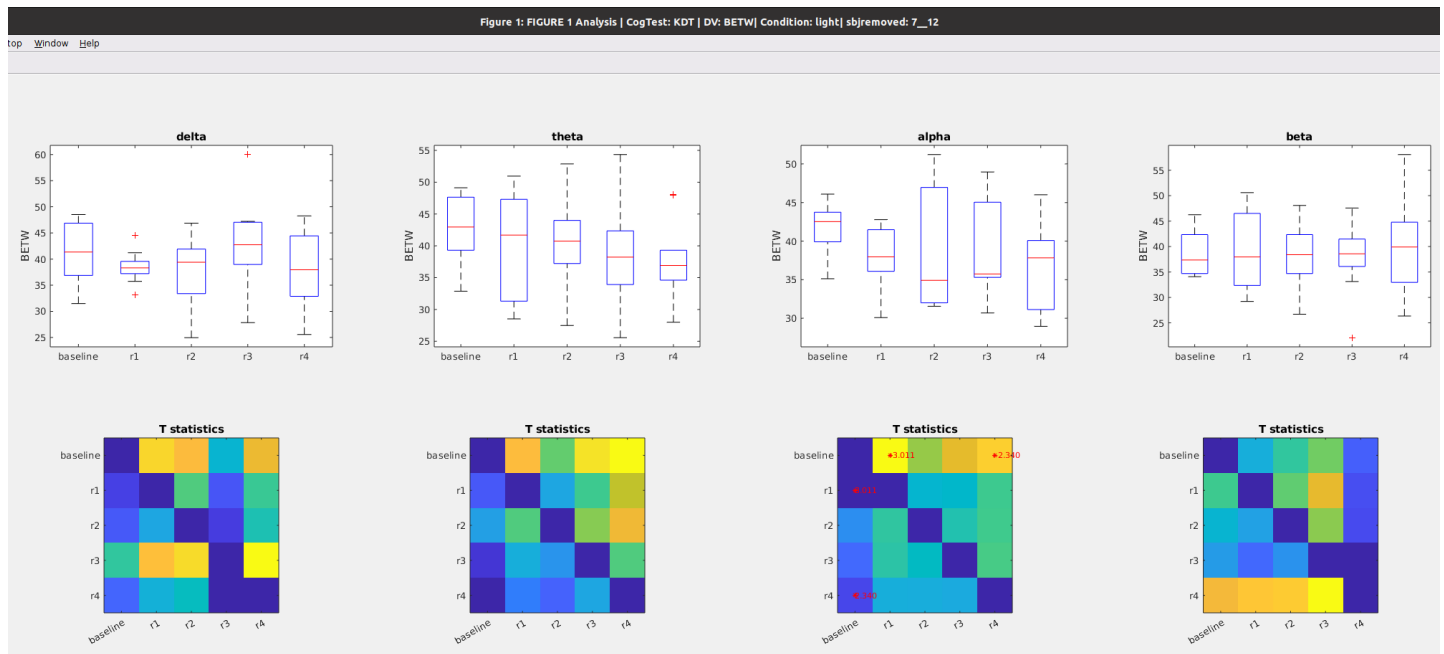 Figure 1: FIGURE 1 Analysis | CogTest: KDT | DV: BETW| Condition: light| sbjremoved: 7__12
top Window Help
delta
60
55
50
45
40
35
30
25
BETW
baseline r1 r2 r3 r4
theta
55
50
45
40
35
30
25
BETW
baseline r1 r2 r3 r4
alpha
50
45
40
35
30
BETW
baseline r1 r2 r3 r4
beta
55
50
45
40
35
30
25
BETW
baseline r1 r2 r3 r4
T statistics
baseline
r1
r2
r3
r4
baseline r1 r2 r3 r4
T statistics
baseline
r1
r2
r3
r4
baseline r1 r2 r3 r4
T statistics
baseline
3.011 2.340
r1
r2
r3
r4
baseline r1 r2 r3 r4
T statistics
baseline
r1
r2
r3
r4
baseline r1 r2 r3 r4